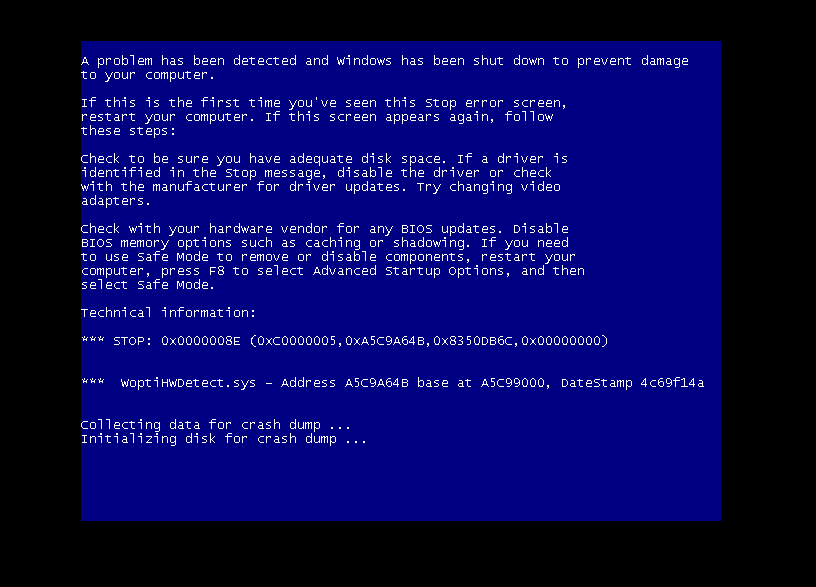 A problem has been detected and Windows has been shut down to prevent damage
to your computer.
If this is the first time you've seen this Stop error screen,
restart your computer. If this screen appears again, follow
these steps:
Check to be sure you have adequate disk space. If a driver is
identified in the Stop message, disable the driver or check
with the manufacturer for driver updates. Try changing video
adapters.
Check with your hardware vendor for any BIOS updates. Disable
BIOS memory options such as caching or shadowing. If you need
to use Safe Mode to remove or disable components, restart your
computer, press F8 to select Advanced Startup Options, and then
select Safe Mode.
Technical information:
*** STOP: 0x0000008E (0xC0000005,0xA5C9A64B,0x8350DB6C,0x00000000)
***  WoptiHWDetect.sys - Address A5C9A64B base at A5C99000, DateStamp 4c69f14a
Collecting data for crash dump ...
Initializing disk for crash dump ...